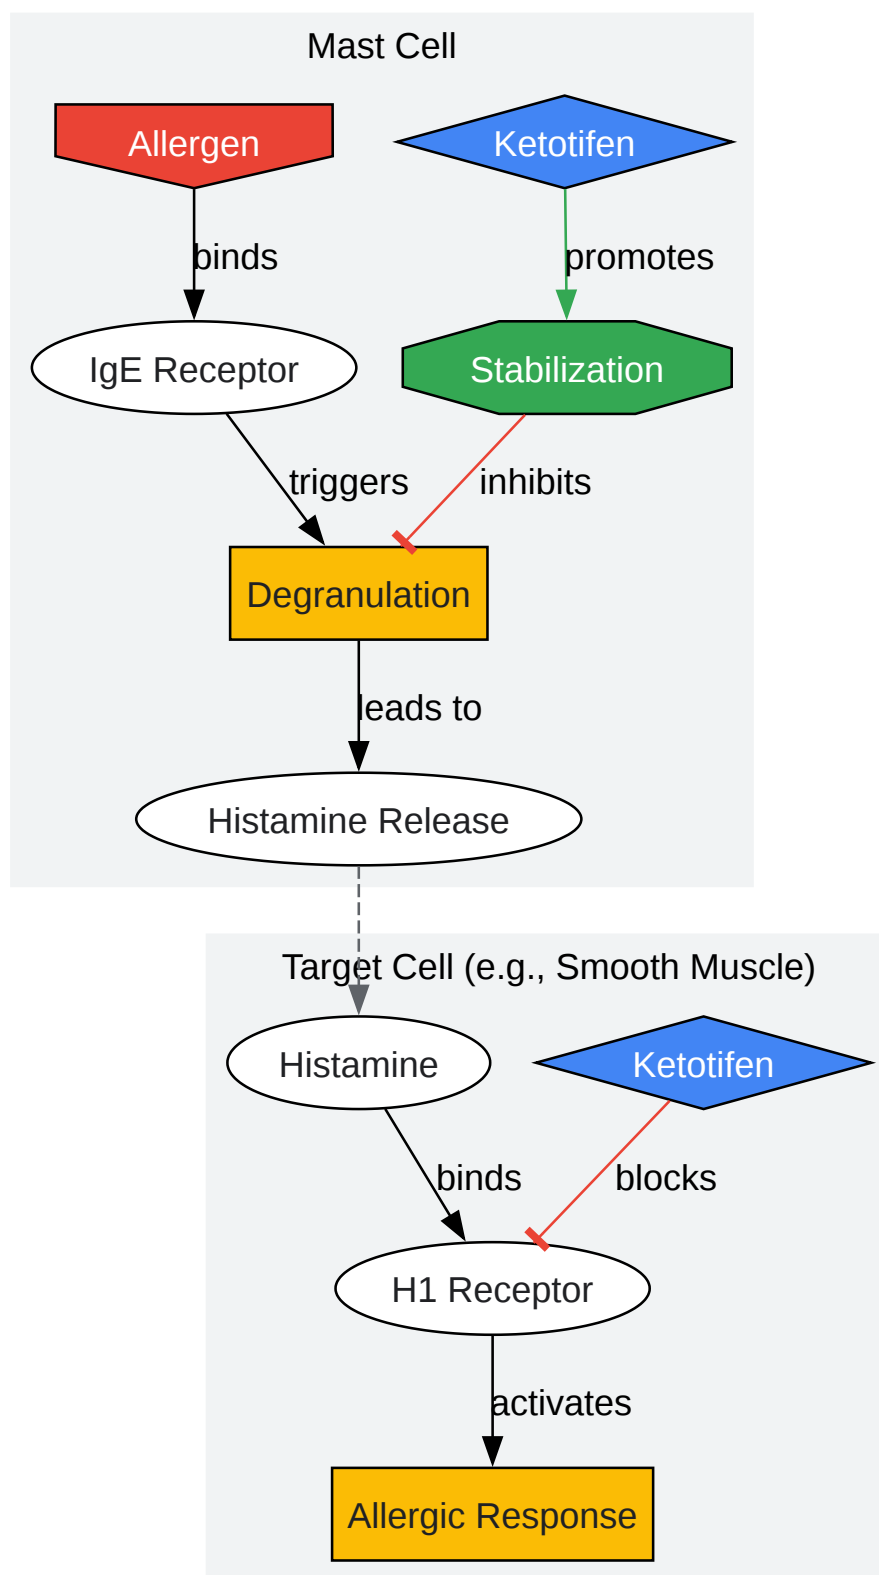 Mast Cell
Allergen
Ketotifen
binds
promotes
IgE Receptor
Stabilization
triggers
inhibits
Degranulation
leads to
Histamine Release
Target Cell (e.g., Smooth Muscle)
Histamine
Ketotifen
binds
blocks
H1 Receptor
activates
Allergic Response